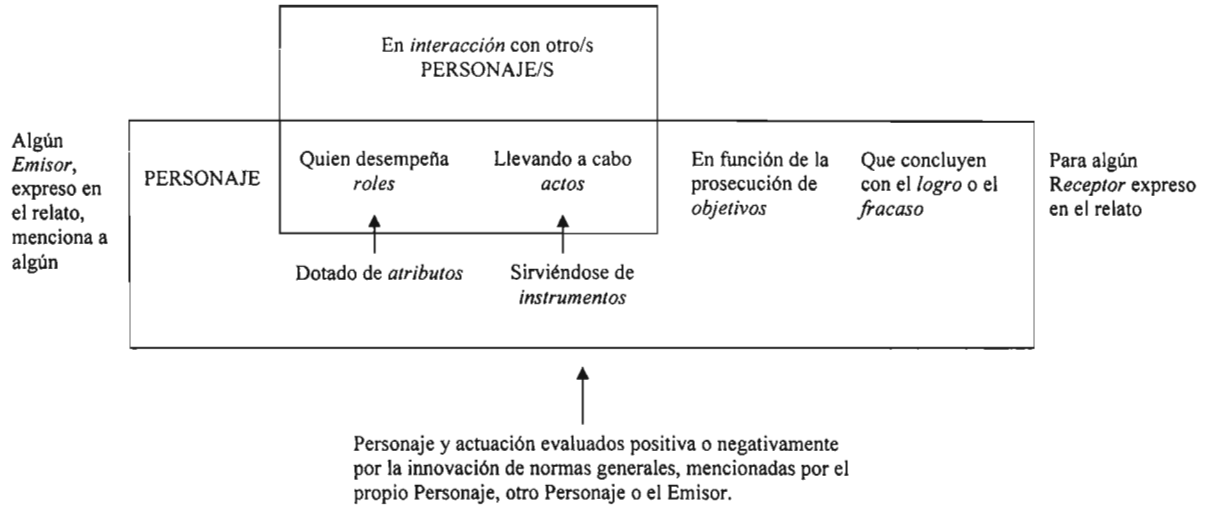 En interacción con otro/s
PERSONAJE/S
Algún
Emisor,
expreso en
el relato,
menciona a
algún
PERSONAJE
Quien desempeña
roles
Llevando a cabo
actos
En función de la
prosecución de
objetivos
Que concluyen
con el logro o el
fracaso
Para algún
Receptor expreso
en el relato
Dotado de atributos
Sirviéndose de
instrumentos
Personaje y actuación evaluados positiva o negativamente
por la innovación de normas generales, mencionadas por el
propio Personaje, otro Personaje o el Emisor.